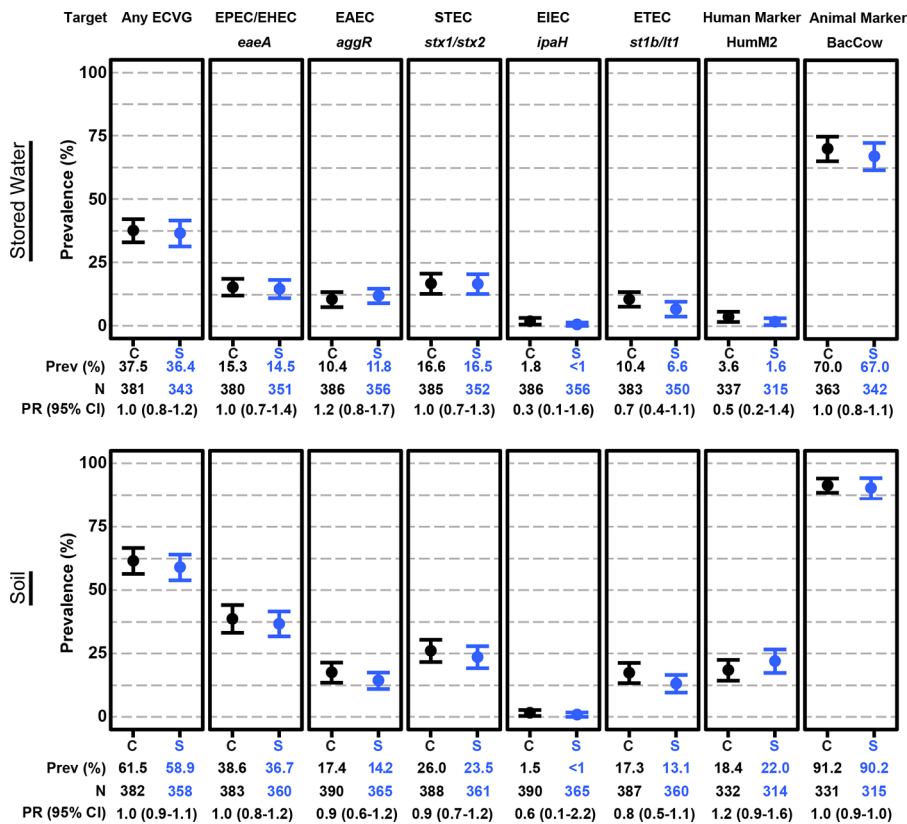 Target Any ECVG EPEC/EHEC EAEC STEC EIEC ETEC Human Marker Animal Marker
eaeA aggR stx1/stx2 ipaH st1b/lt1 HumM2 BacCow
Stored Water
Prevalence (%)
100
75
50
25
0
C S C S C S C S C S C S C S C S
Prev (%) 37.5 36.4 15.3 14.5 10.4 11.8 16.6 16.5 1.8 <1 10.4 6.6 3.6 1.6 70.0 67.0
N 381 343 380 351 386 356 385 352 386 356 383 350 337 315 363 342
PR (95% CI) 1.0 (0.8-1.2) 1.0 (0.7-1.4) 1.2 (0.8-1.7) 1.0 (0.7-1.3) 0.3 (0.1-1.6) 0.7 (0.4-1.1) 0.5 (0.2-1.4) 1.0 (0.8-1.1)
Soil
Prevalence (%)
100
75
50
25
0
C S C S C S C S C S C S C S C S
Prev (%) 61.5 58.9 38.6 36.7 17.4 14.2 26.0 23.5 1.5 <1 17.3 13.1 18.4 22.0 91.2 90.2
N 382 358 383 360 390 365 388 361 390 365 387 360 332 314 331 315
PR (95% CI) 1.0 (0.9-1.1) 1.0 (0.8-1.2) 0.9 (0.6-1.2) 0.9 (0.7-1.2) 0.6 (0.1-2.2) 0.8 (0.5-1.1) 1.2 (0.9-1.6) 1.0 (0.9-1.0)